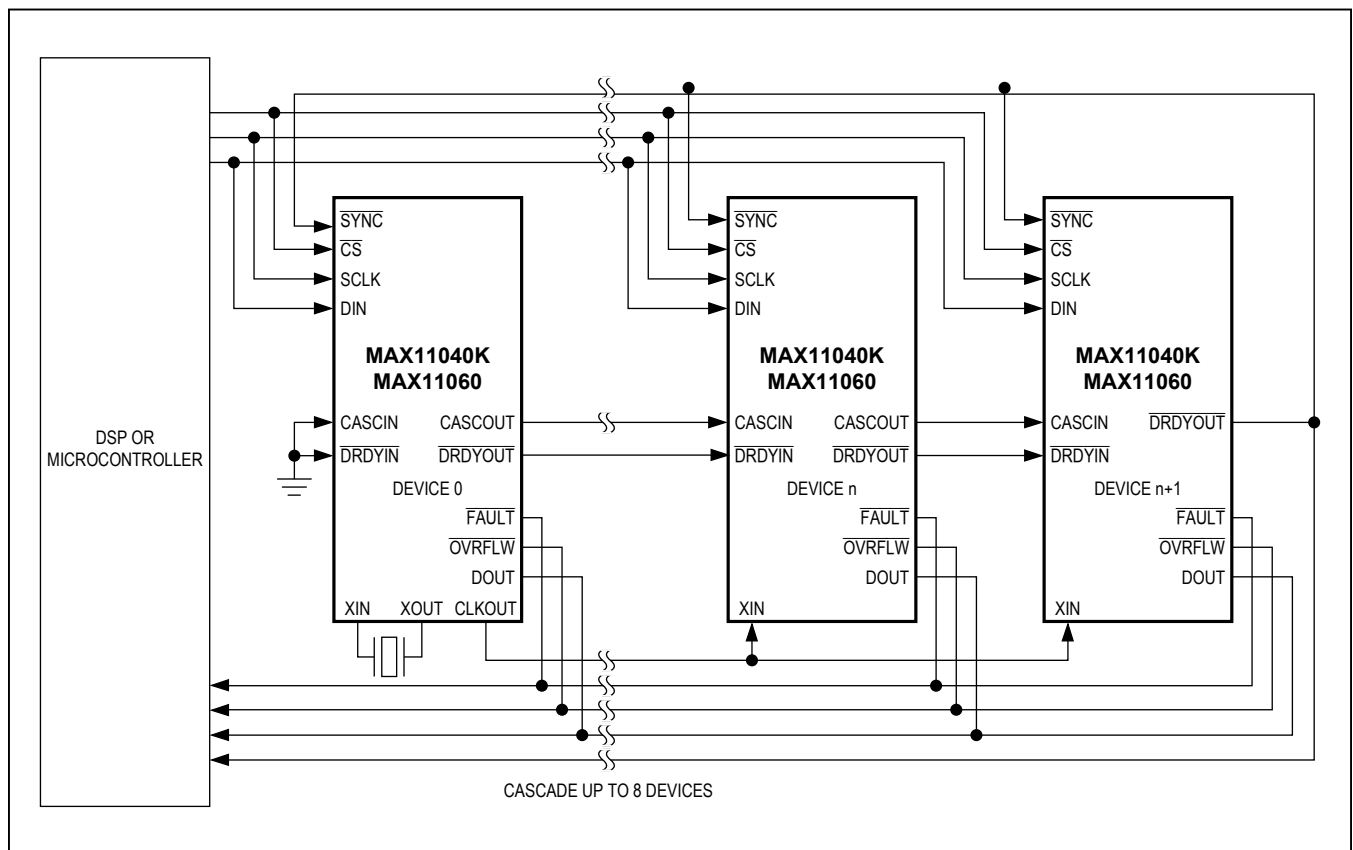 DSP OR
MICROCONTROLLER
SYNC
CS
SCLK
DIN
MAX11040K
MAX11060
CASCIN
CASCOUT
DRDYIN
DRDYOUT
DEVICE 0
FAULT
OVRFLW
DOUT
XIN
XOUT
CLKOUT
SYNC
CS
SCLK
DIN
MAX11040K
MAX11060
CASCIN
CASCOUT
DRDYIN
DRDYOUT
DEVICE n
FAULT
OVRFLW
DOUT
XIN
SYNC
CS
SCLK
DIN
MAX11040K
MAX11060
CASCIN
DRDYOUT
DRDYIN
DEVICE n+1
FAULT
OVRFLW
DOUT
XIN
CASCADE UP TO 8 DEVICES